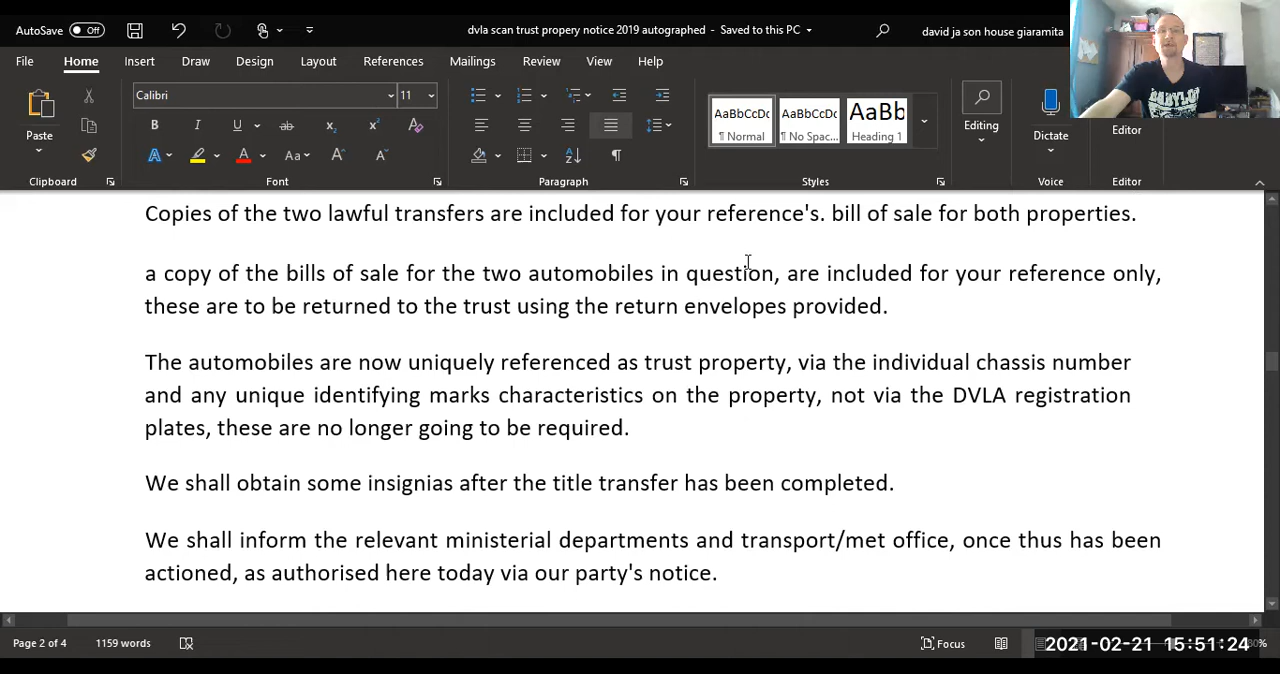 AutoSave Off dvla scan trust propery notice 2019 autographed - Saved to this PC david ja son house giaramita
File Home Insert Draw Design Layout References Mailings Review View Help
Calibri 11
Paste
B I U ab x2 x2 A
A A Aa A A
AaBbCcDc AaBbCcDc AaBb
¶ Normal ¶ No Spac... Heading 1
Editing Dictate Editor
Clipboard Font Paragraph Styles Voice Editor
Copies of the two lawful transfers are included for your reference's. bill of sale for both properties.
a copy of the bills of sale for the two automobiles in question, are included for your reference only,
these are to be returned to the trust using the return envelopes provided.
The automobiles are now uniquely referenced as trust property, via the individual chassis number
and any unique identifying marks characteristics on the property, not via the DVLA registration
plates, these are no longer going to be required.
We shall obtain some insignias after the title transfer has been completed.
We shall inform the relevant ministerial departments and transport/met office, once thus has been
actioned, as authorised here today via our party's notice.
Page 2 of 4 1159 words Focus 2021-02-21 15:51:24